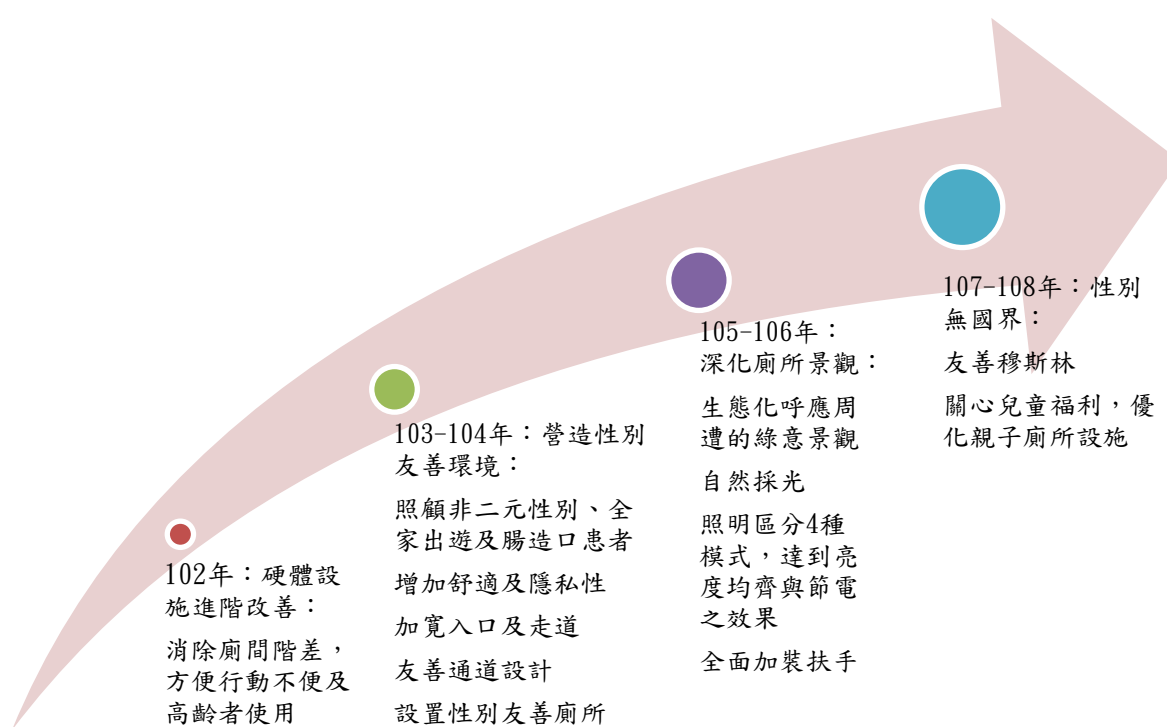 102年：硬體設
施進階改善：
消除廁間階差，
方便行動不便及
高齡者使用
103-104年：營造性別
友善環境：
照顧非二元性別、全
家出遊及腸造口患者
增加舒適及隱私性
加寬入口及走道
友善通道設計
設置性別友善廁所
105-106年：
深化廁所景觀：
生態化呼應周
遭的綠意景觀
自然採光
照明區分4種
模式，達到亮
度均齊與節電
之效果
全面加裝扶手
107-108年：性別
無國界：
友善穆斯林
關心兒童福利，優
化親子廁所設施